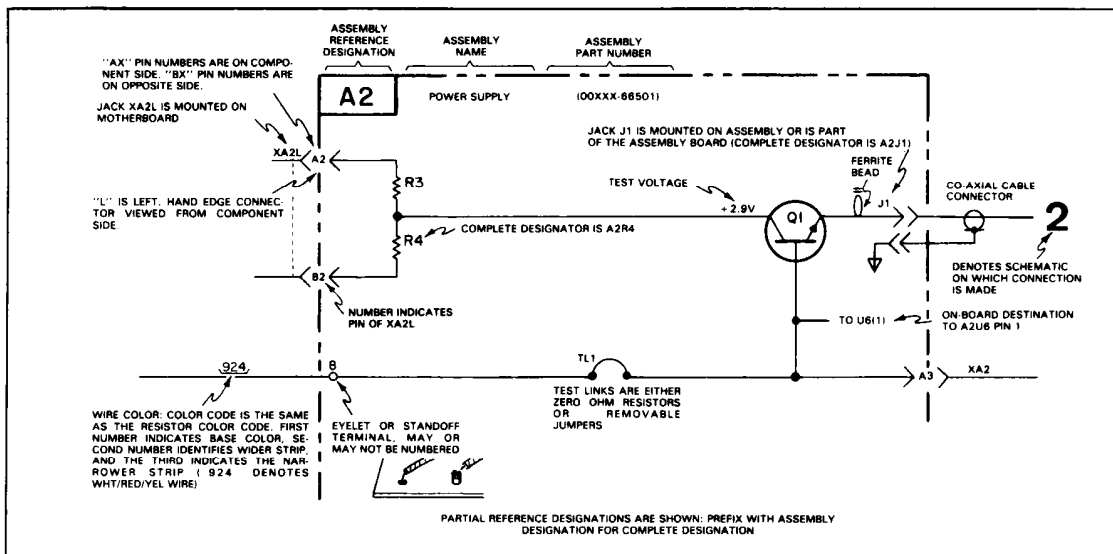 ASSEMBLY
REFERENCE
DESIGNATION
ASSEMBLY
NAME
ASSEMBLY
PART NUMBER
"AX" PIN NUMBERS ARE ON COMPO-
NENT SIDE. "BX" PIN NUMBERS ARE
ON OPPOSITE SIDE.
A2
POWER SUPPLY
(00XXX-66501)
JACK XA2L IS MOUNTED ON
MOTHERBOARD
JACK J1 IS MOUNTED ON ASSEMBLY OR IS PART
OF THE ASSEMBLY BOARD (COMPLETE DESIGNATOR IS A2J1)
XA2L
A2
R3
TEST VOLTAGE
+2.9V
Q1
FERRITE
BEAD
J1
CO-AXIAL CABLE
CONNECTOR
2
"L" IS LEFT. HAND EDGE CONNEC-
TOR VIEWED FROM COMPONENT
SIDE.
R4
COMPLETE DESIGNATOR IS A2R4
DENOTES SCHEMATIC
ON WHICH CONNECTION
IS MADE
B2
NUMBER INDICATES
PIN OF XA2L
TO U6(1)
ON-BOARD DESTINATION
TO A2U6 PIN 1
924
8
TL1
A3
XA2
WIRE COLOR: COLOR CODE IS THE SAME
AS THE RESISTOR COLOR CODE. FIRST
NUMBER INDICATES BASE COLOR, SE-
COND NUMBER IDENTIFIES WIDER STRIP,
AND THE THIRD INDICATES THE NAR-
ROWER STRIP (924 DENOTES
WHT/RED/YEL WIRE)
EYELET OR STANDOFF
TERMINAL, MAY OR
MAY NOT BE NUMBERED
TEST LINKS ARE EITHER
ZERO OHM RESISTORS
OR REMOVABLE
JUMPERS
PARTIAL REFERENCE DESIGNATIONS ARE SHOWN: PREFIX WITH ASSEMBLY
DESIGNATION FOR COMPLETE DESIGNATION